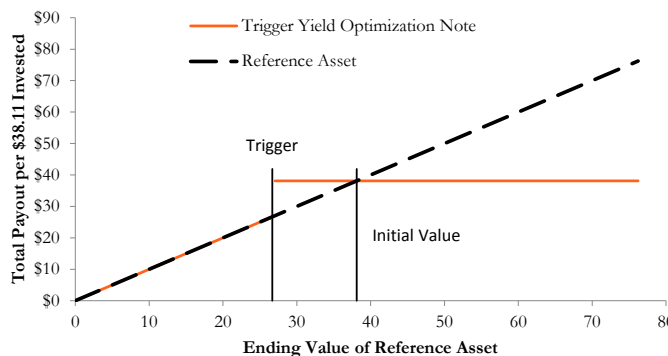 $90
$80
$70
$60
$50
$40
$30
$20
$10
$0
Total Payout per $38.11 Invested
Trigger Yield Optimization Note
Reference Asset
Trigger
Initial Value
0 10 20 30 40 50 60 70 80
Ending Value of Reference Asset